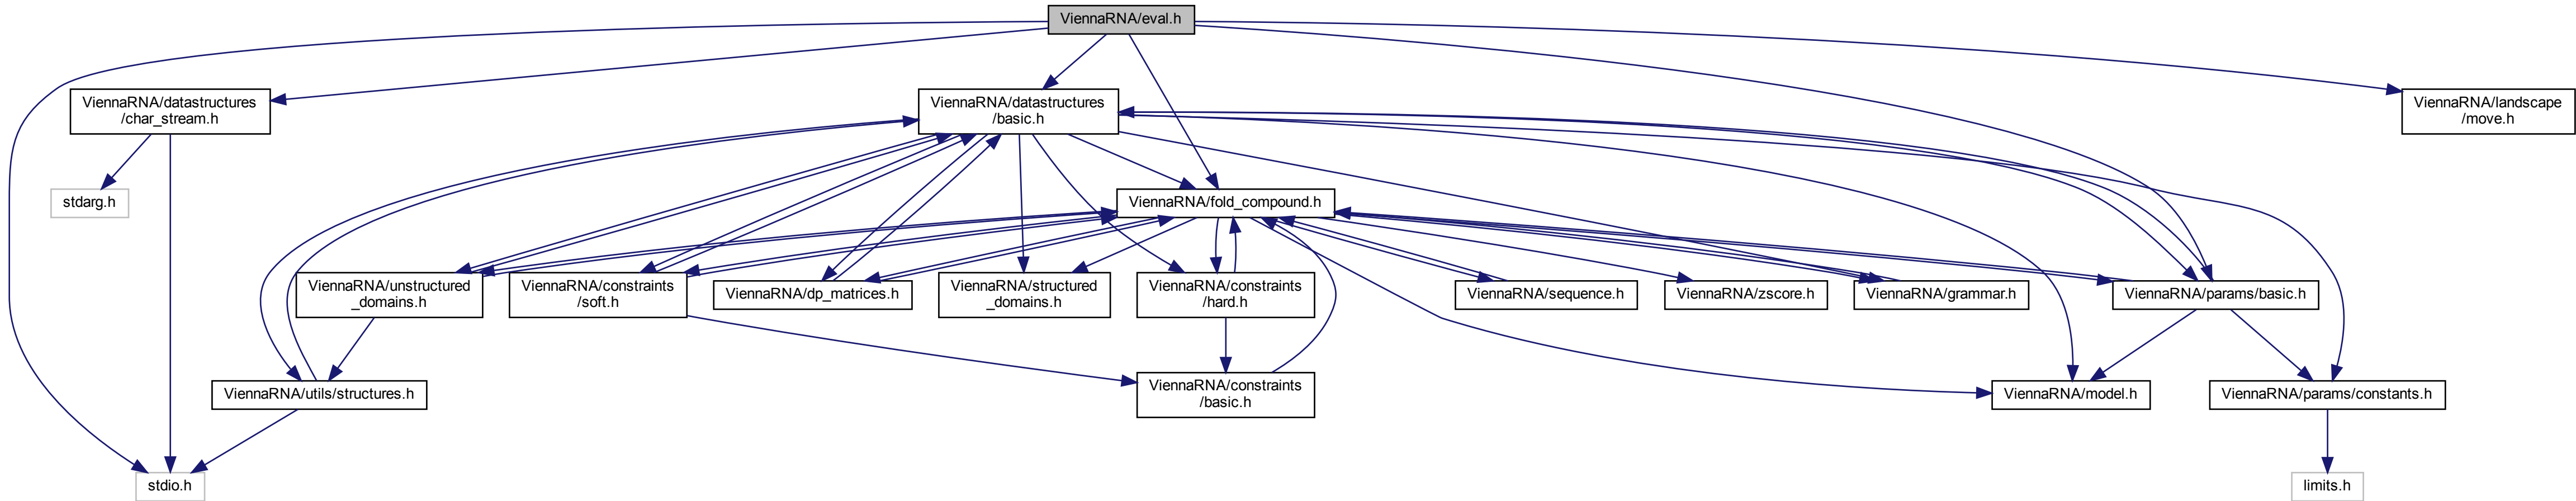 ViennaRNA/eval.h
ViennaRNA/datastructures
/char_stream.h
ViennaRNA/datastructures
/basic.h
ViennaRNA/landscape
/move.h
stdarg.h
ViennaRNA/fold_compound.h
ViennaRNA/unstructured
_domains.h
ViennaRNA/constraints
/soft.h
ViennaRNA/dp_matrices.h
ViennaRNA/structured
_domains.h
ViennaRNA/constraints
/hard.h
ViennaRNA/sequence.h
ViennaRNA/zscore.h
ViennaRNA/grammar.h
ViennaRNA/params/basic.h
ViennaRNA/utils/structures.h
ViennaRNA/constraints
/basic.h
ViennaRNA/model.h
ViennaRNA/params/constants.h
stdio.h
limits.h